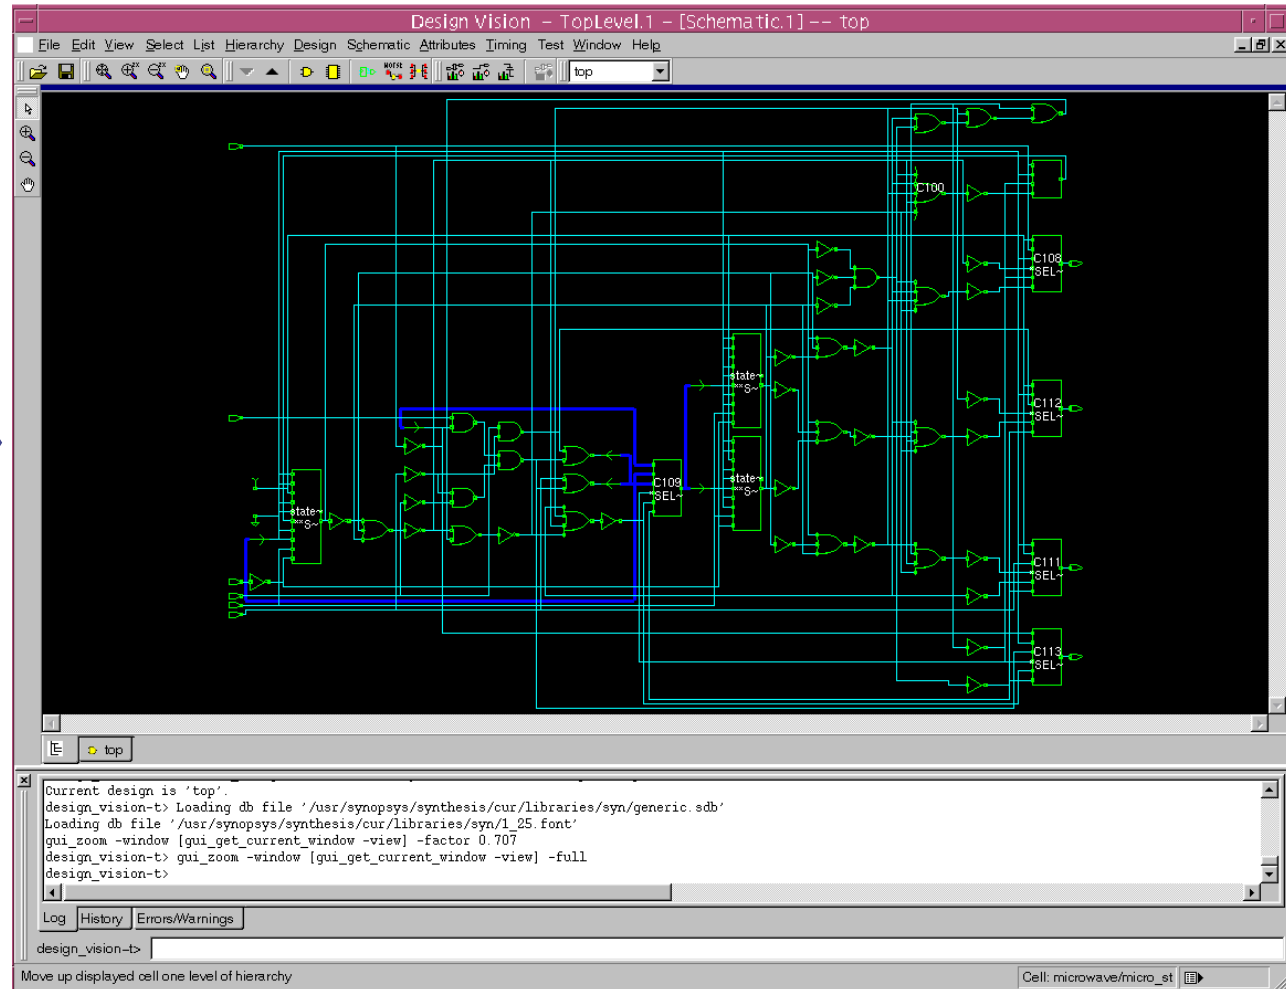 Design Vision - TopLevel.1 - [Schematic.1] -- top
File Edit View Select List Hierarchy Design Schematic Attributes Timing Test Window Help
top
C100
C108
SEL~
state~
**S~
C112
SEL~
C109
SEL~
state~
**S~
state~
**S~
C111
SEL~
C113
SEL~
top
Current design is 'top'.
design_vision-t> Loading db file '/usr/synopsys/synthesis/cur/libraries/syn/generic.sdb'
Loading db file '/usr/synopsys/synthesis/cur/libraries/syn/1_25.font'
gui_zoom -window [gui_get_current_window -view] -factor 0.707
design_vision-t> gui_zoom -window [gui_get_current_window -view] -full
design_vision-t>
Log History Errors/Warnings
design_vision-t>
Move up displayed cell one level of hierarchy Cell: microwave/micro_st